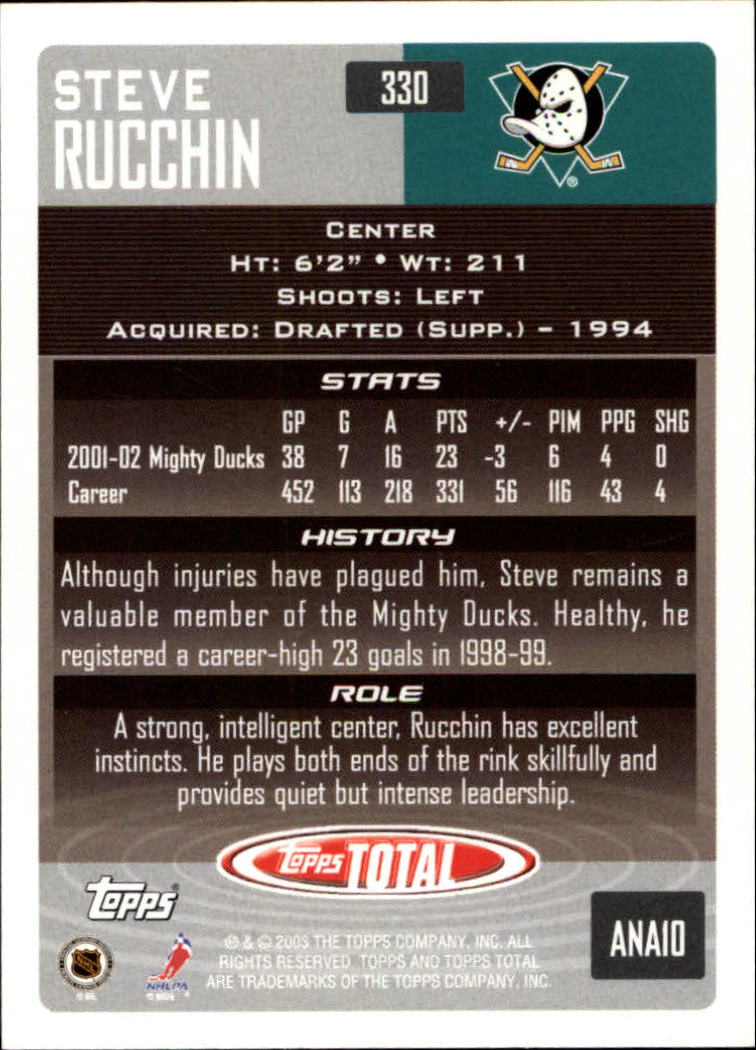 STEVE
RUCCHIN
330
®
CENTER
HT: 6'2" • WT: 211
SHOOTS: LEFT
ACQUIRED: DRAFTED (SUPP.) – 1994
STATS
GP G A PTS +/- PIM PPG SHG
2001-02 Mighty Ducks 38 7 16 23 -3 6 4 0
Career 452 113 218 331 56 116 43 4
HISTORY
Although injuries have plagued him, Steve remains a
valuable member of the Mighty Ducks. Healthy, he
registered a career-high 23 goals in 1998-99.
ROLE
A strong, intelligent center, Rucchin has excellent
instincts. He plays both ends of the rink skillfully and
provides quiet but intense leadership.
Topps TOTAL
Topps®
ANA10
℗ & © 2003 THE TOPPS COMPANY, INC. ALL
RIGHTS RESERVED. TOPPS AND TOPPS TOTAL
ARE TRADEMARKS OF THE TOPPS COMPANY, INC.
NHL
NHLPA
© NHL